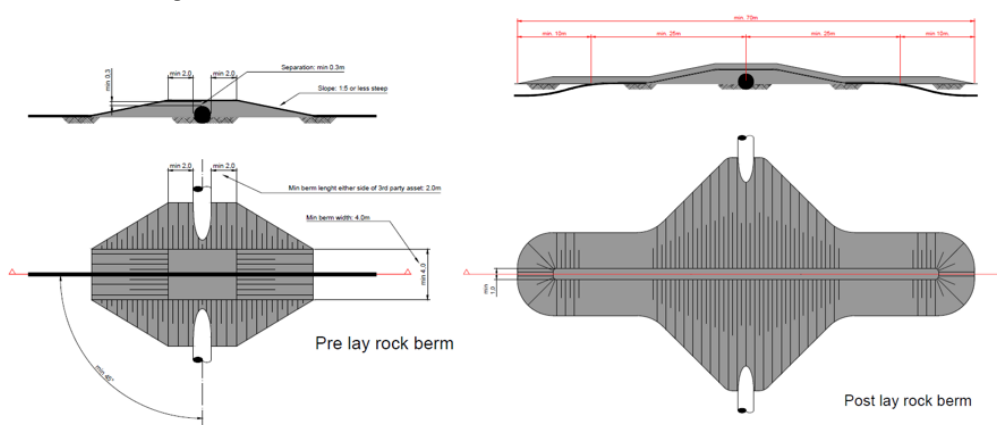 min 2.0
min 2.0
Separation: min 0.3m
Slope: 1:5 or less steep
min 0.3
min 2.0
min 2.0
Min berm lenght either side of 3rd party asset: 2.0m
Min berm width: 4.0m
min 4.0
min 45°
Pre lay rock berm
min. 70m
min. 10m
min. 25m
min. 25m
min. 10m
min
1.0
Post lay rock berm